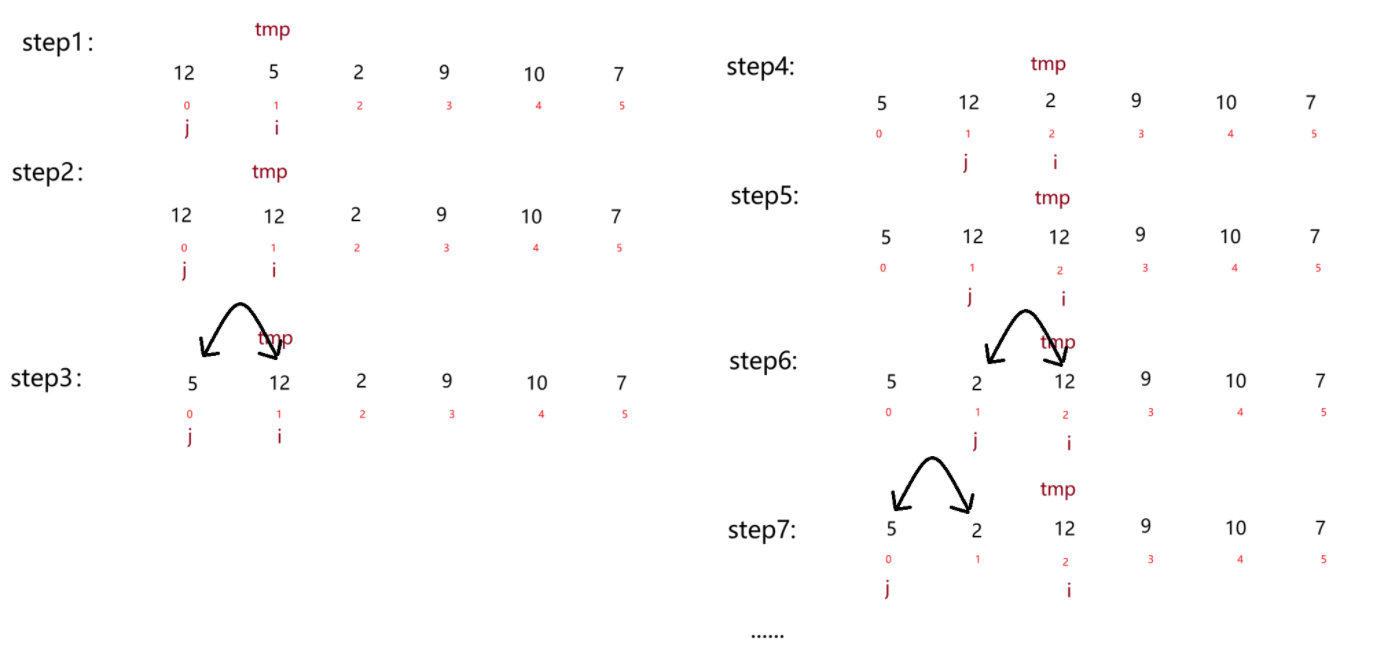 step1:
tmp
12 5 2 9 10 7
0 1 2 3 4 5
j i
step2:
tmp
12 12 2 9 10 7
0 1 2 3 4 5
j i
step3:
tmp
5 12 2 9 10 7
0 1 2 3 4 5
j i
step4:
tmp
5 12 2 9 10 7
0 1 2 3 4 5
j i
step5:
tmp
5 12 12 9 10 7
0 1 2 3 4 5
j i
step6:
tmp
5 2 12 9 10 7
0 1 2 3 4 5
j i
step7:
tmp
5 2 12 9 10 7
0 1 2 3 4 5
j i
......